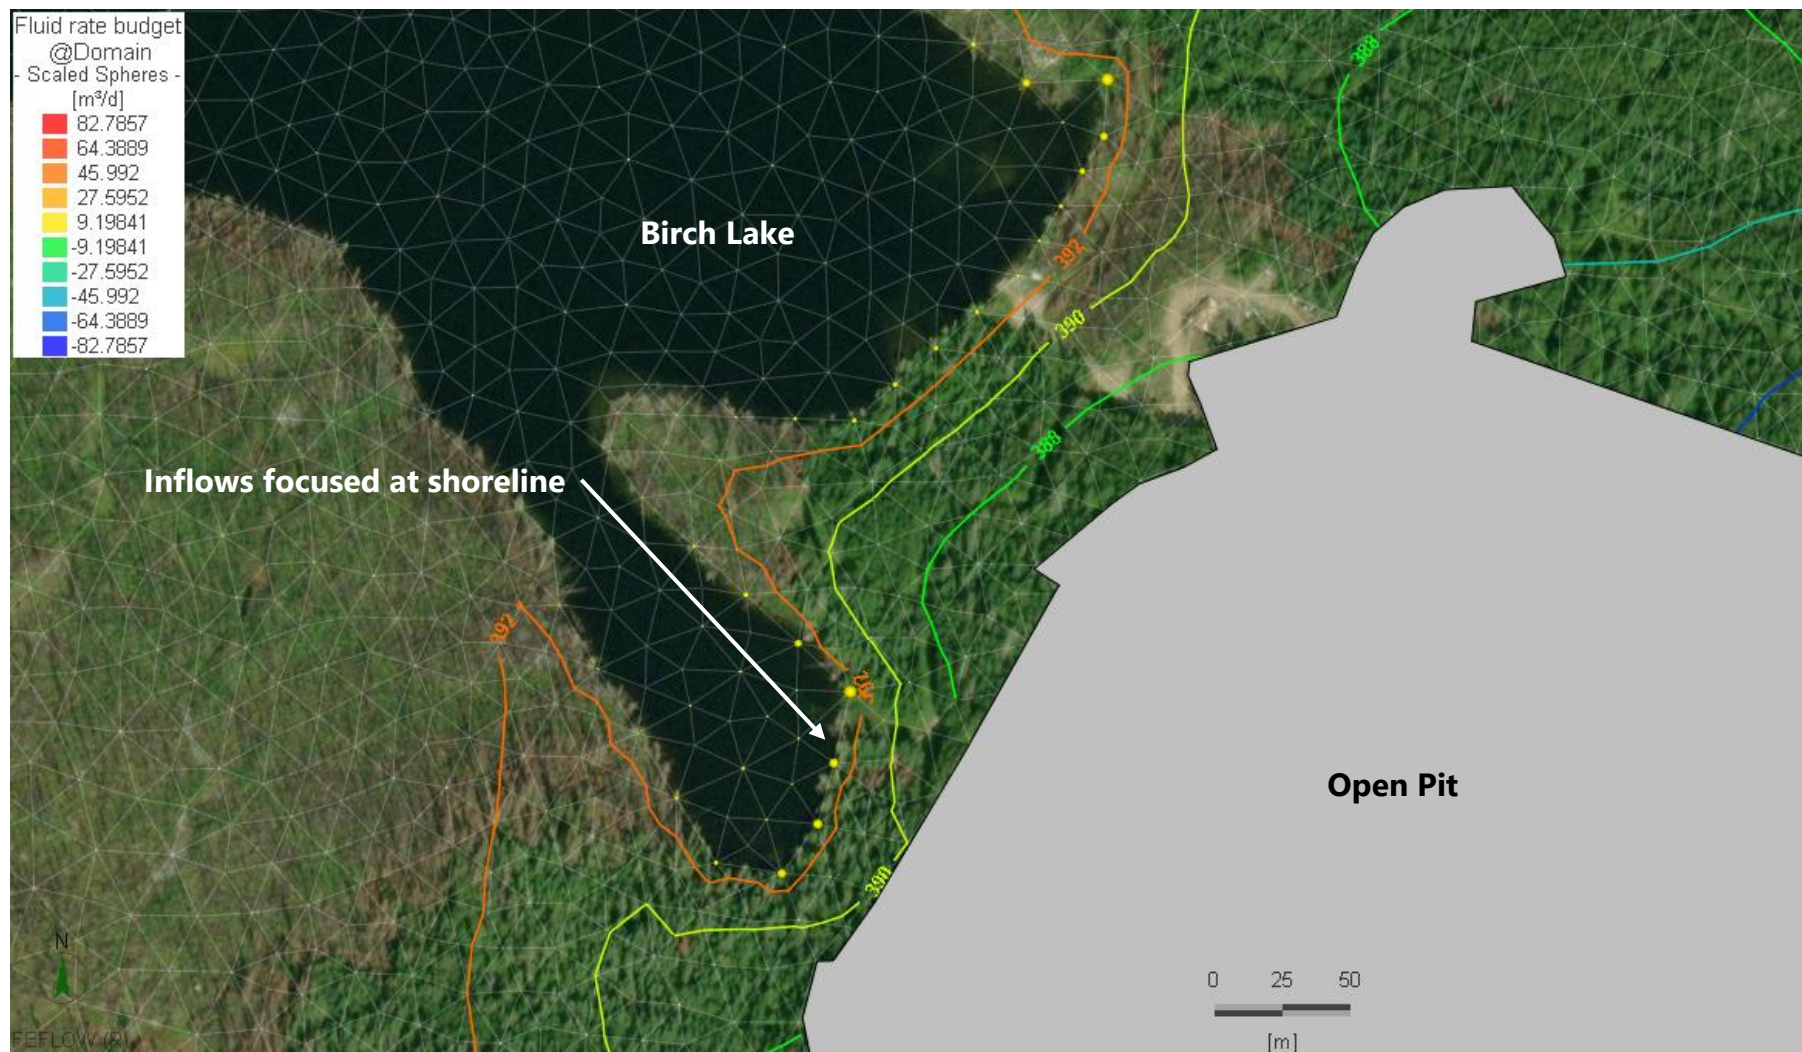 Fluid rate budget
@Domain
- Scaled Spheres -
[m³/d]
82.7857
64.3889
45.992
27.5952
9.19841
-9.19841
-27.5952
-45.992
-64.3889
-82.7857
388
Birch Lake
392
390
388
Inflows focused at shoreline
392
392
Open Pit
390
N
0 25 50
[m]
FEFLOW (R)